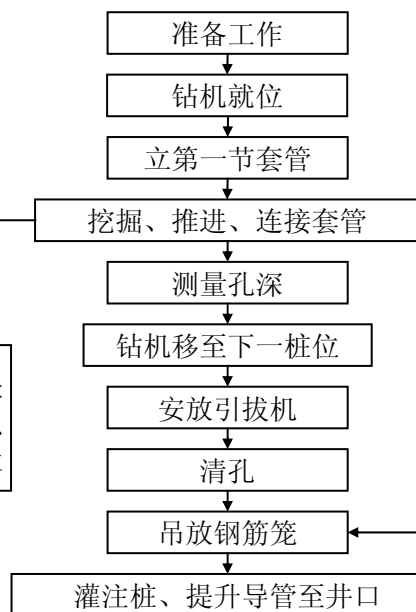 准备工作
钻机就位
立第一节套管
挖掘、推进、连接套管
测量孔深
钻机移至下一桩位
安放引拔机
清孔
吊放钢筋笼
灌注桩、提升导管至井口